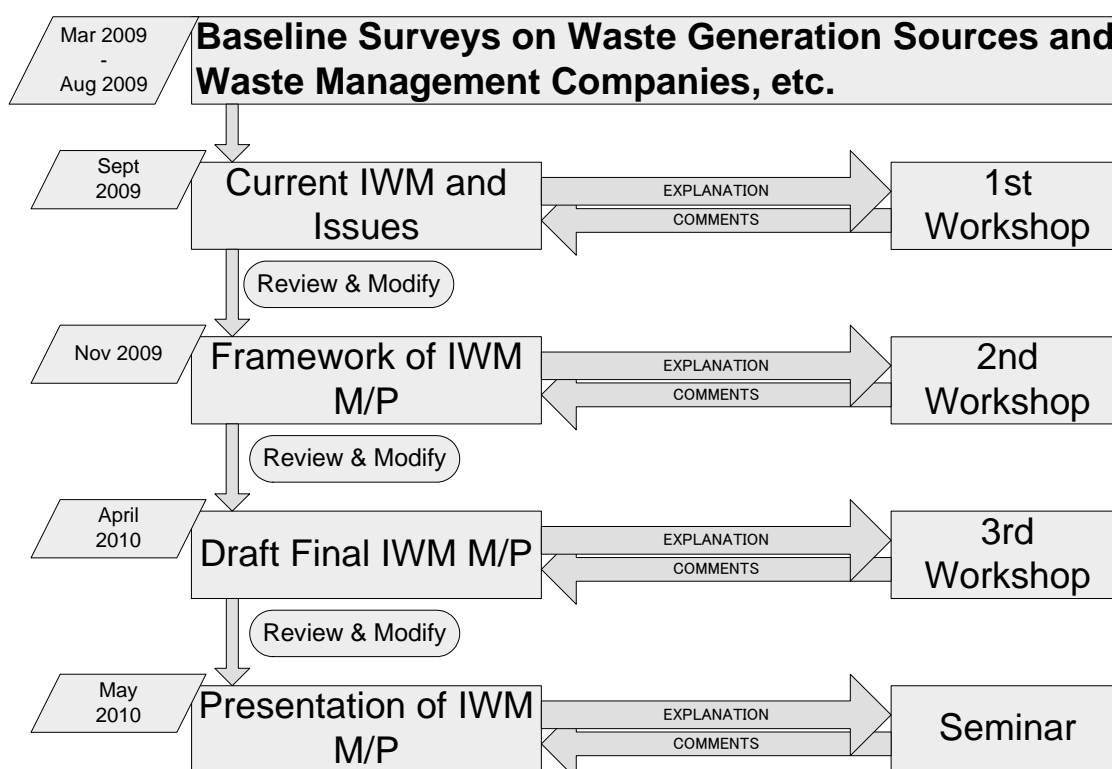 Mar 2009
-
Aug 2009
Baseline Surveys on Waste Generation Sources and
Waste Management Companies, etc.
Sept
2009
Current IWM and
Issues
EXPLANATION
COMMENTS
1st
Workshop
Review & Modify
Nov 2009
Framework of IWM
M/P
EXPLANATION
COMMENTS
2nd
Workshop
Review & Modify
April
2010
Draft Final IWM M/P
EXPLANATION
COMMENTS
3rd
Workshop
Review & Modify
May
2010
Presentation of IWM
M/P
EXPLANATION
COMMENTS
Seminar